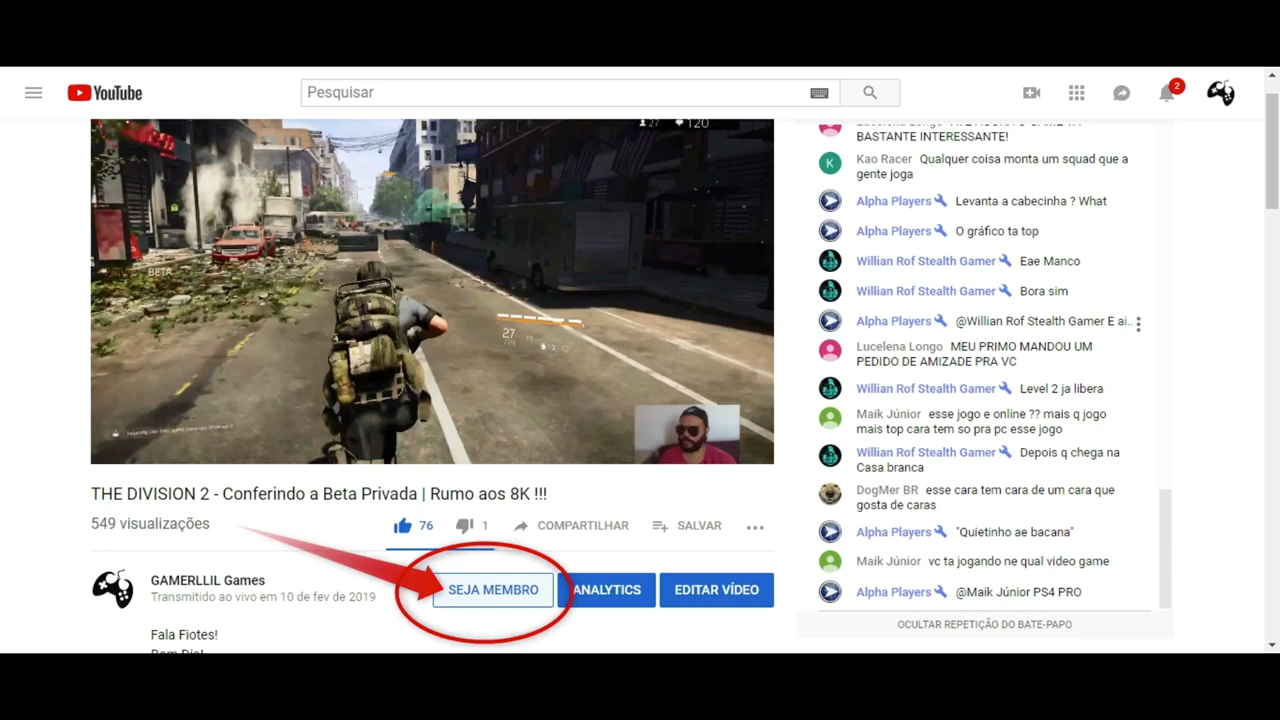 YouTube
Pesquisar
2
27
120
BETA
27
THE DIVISION 2 - Conferindo a Beta Privada | Rumo aos 8K !!!
549 visualizações
76
1
COMPARTILHAR
SALVAR
GAMERLLIL Games
Transmitido ao vivo em 10 de fev de 2019
SEJA MEMBRO
ANALYTICS
EDITAR VÍDEO
Fala Fiotes!
Bom Dia!
Lucelena Longo
BASTANTE INTERESSANTE!
K
Kao Racer Qualquer coisa monta um squad que a
gente joga
Alpha Players Levanta a cabecinha ? What
Alpha Players O gráfico ta top
Willian Rof Stealth Gamer Eae Manco
Willian Rof Stealth Gamer Bora sim
Alpha Players @Willian Rof Stealth Gamer E ai...
Lucelena Longo MEU PRIMO MANDOU UM
PEDIDO DE AMIZADE PRA VC
Willian Rof Stealth Gamer Level 2 ja libera
Maik Júnior esse jogo e online ?? mais q jogo
mais top cara tem so pra pc esse jogo
Willian Rof Stealth Gamer Depois q chega na
Casa branca
DogMer BR esse cara tem cara de um cara que
gosta de caras
Alpha Players "Quietinho ae bacana"
Maik Júnior vc ta jogando ne qual video game
Alpha Players @Maik Júnior PS4 PRO
OCULTAR REPETIÇÃO DO BATE-PAPO